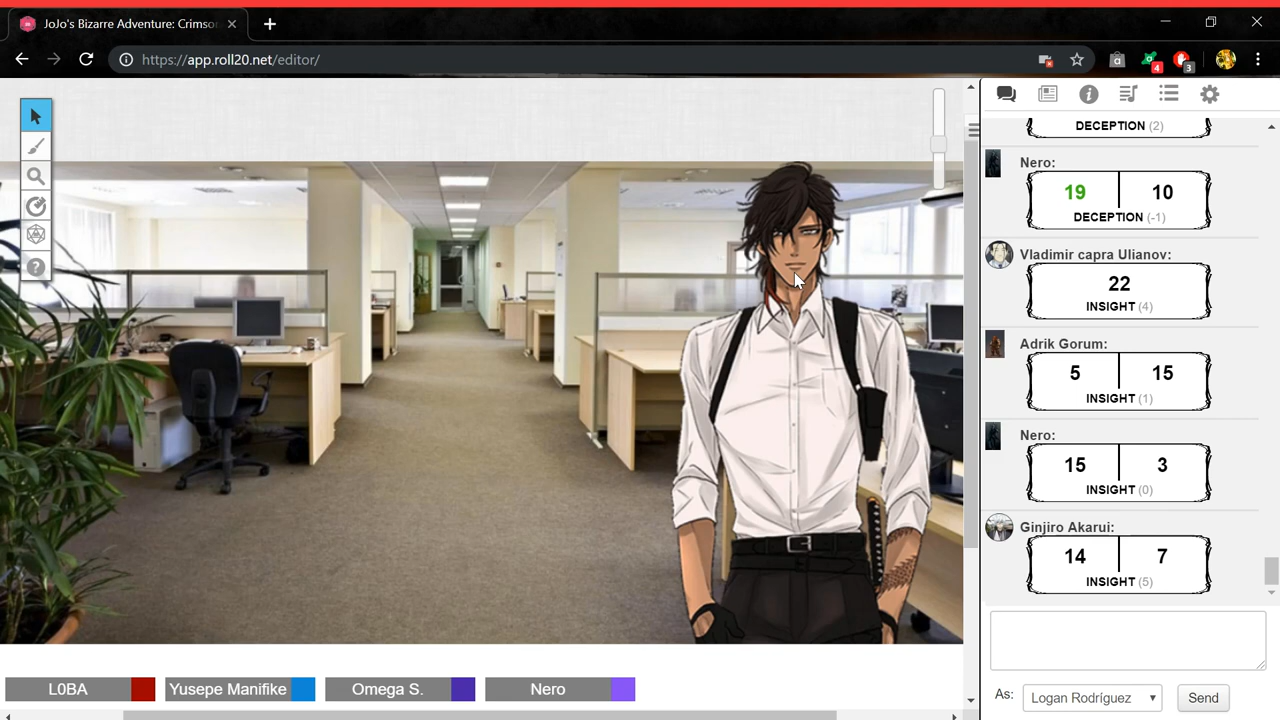 JoJo's Bizarre Adventure: Crimso
https://app.roll20.net/editor/
4
3
DECEPTION (2)
Nero:
19 10
DECEPTION (-1)
Vladimir capra Ulianov:
22
INSIGHT (4)
Adrik Gorum:
5 15
INSIGHT (1)
Nero:
15 3
INSIGHT (0)
Ginjiro Akarui:
14 7
INSIGHT (5)
As: Logan Rodríguez Send
L0BA Yusepe Manifike Omega S. Nero